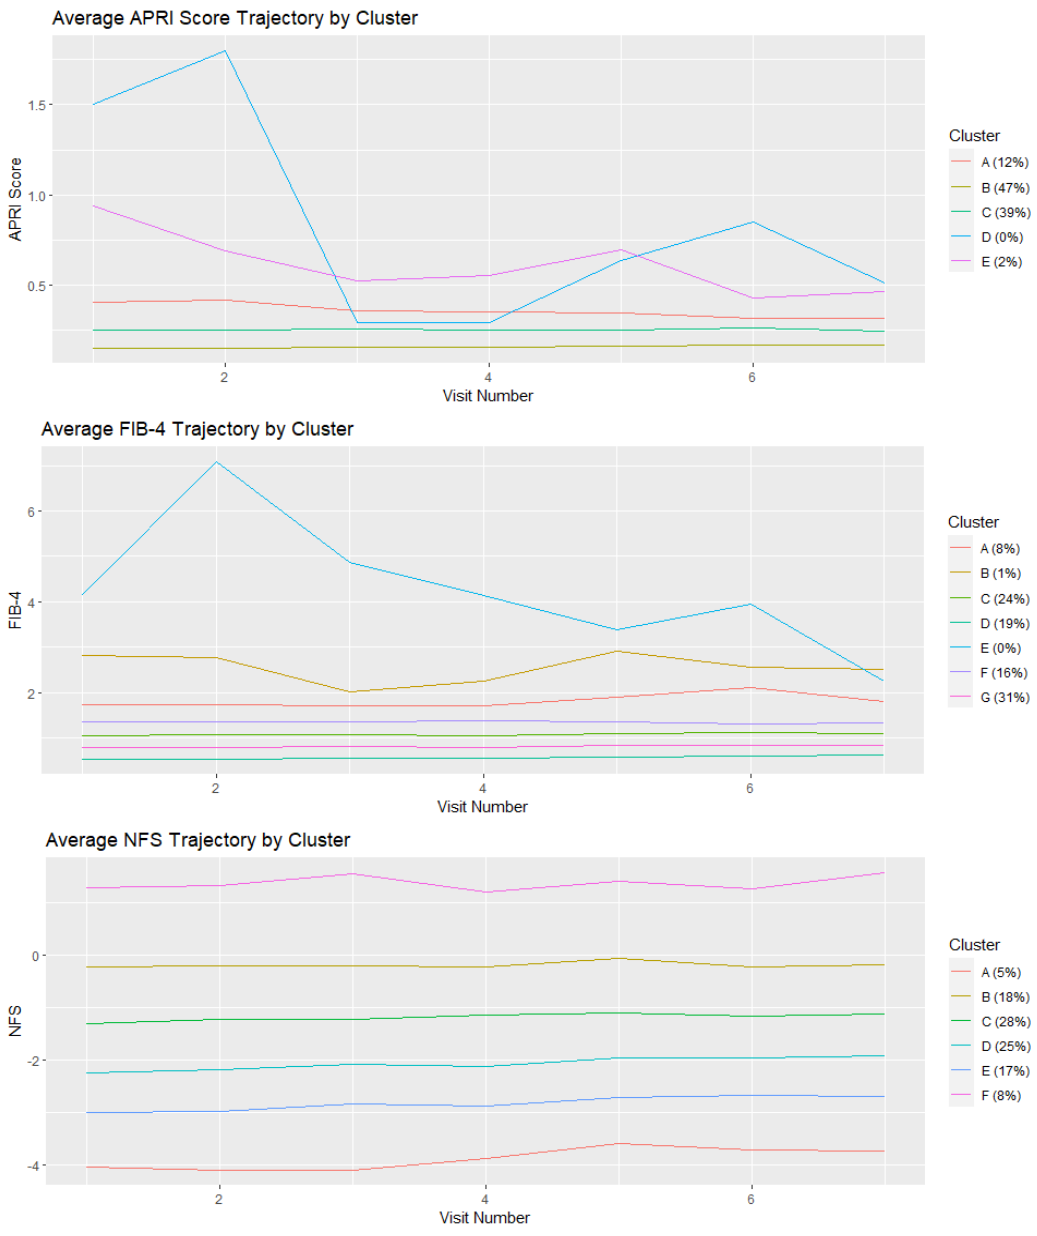 Average APRI Score Trajectory by Cluster
APRI Score
1.5
1.0
0.5
2
4
6
Visit Number
Cluster
A (12%)
B (47%)
C (39%)
D (0%)
E (2%)
Average FIB-4 Trajectory by Cluster
FIB-4
6
4
2
2
4
6
Visit Number
Cluster
A (8%)
B (1%)
C (24%)
D (19%)
E (0%)
F (16%)
G (31%)
Average NFS Trajectory by Cluster
NFS
0
-2
-4
2
4
6
Visit Number
Cluster
A (5%)
B (18%)
C (28%)
D (25%)
E (17%)
F (8%)